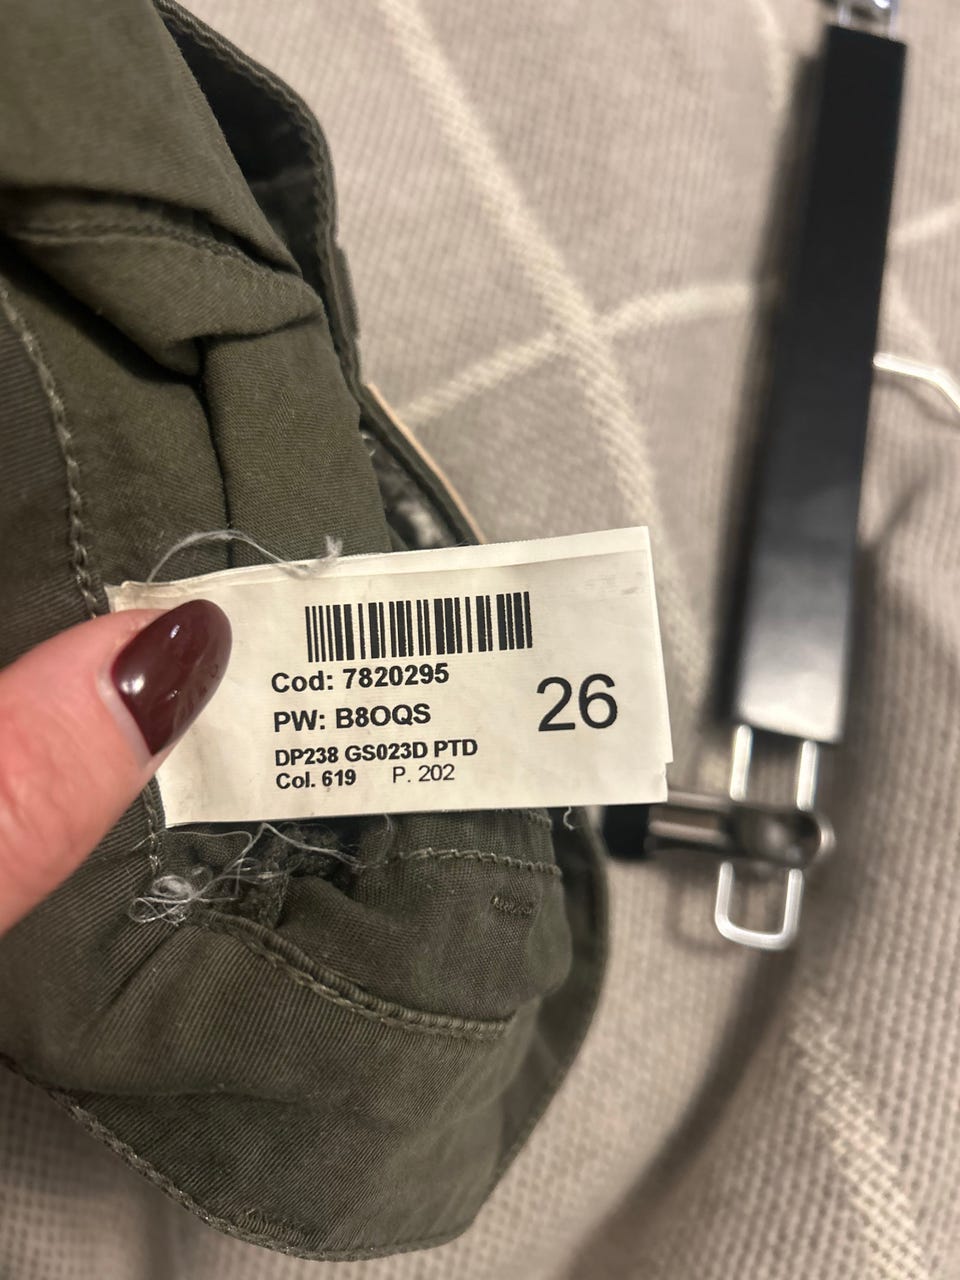 Cod: 7820295
PW: B8OQS
26
DP238 GS023D PTD
Col. 619 P. 202